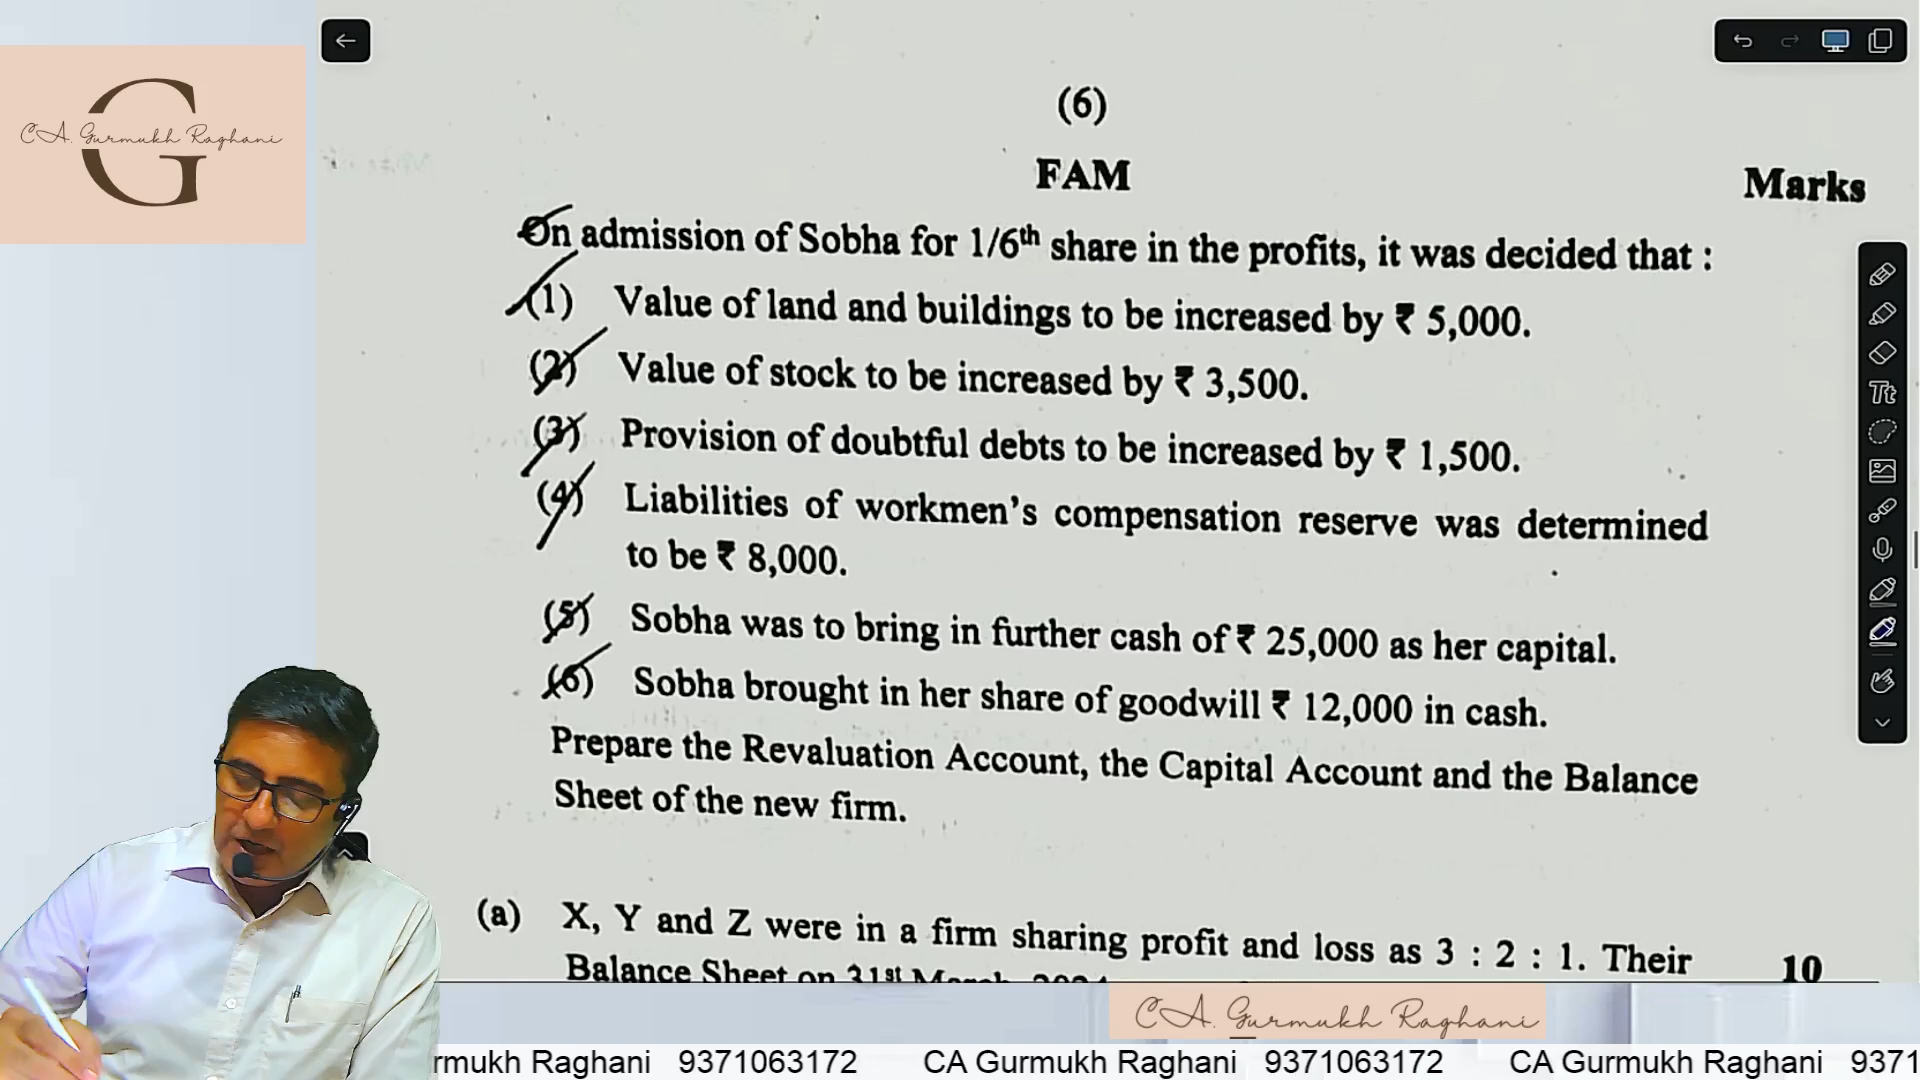 CA. Gurmukh Raghani
G
(6)
FAM
Marks
On admission of Sobha for 1/6th share in the profits, it was decided that :
(1) Value of land and buildings to be increased by ₹ 5,000.
(2) Value of stock to be increased by ₹ 3,500.
(3) Provision of doubtful debts to be increased by ₹ 1,500.
(4) Liabilities of workmen's compensation reserve was determined
to be ₹ 8,000.
(5) Sobha was to bring in further cash of ₹ 25,000 as her capital.
(6) Sobha brought in her share of goodwill ₹ 12,000 in cash.
Prepare the Revaluation Account, the Capital Account and the Balance
Sheet of the new firm.
(a) X, Y and Z were in a firm sharing profit and loss as 3 : 2 : 1. Their 10
Balance Sheet on 31st March, 2024
Tt
CA. Gurmukh Raghani
rmukh Raghani 9371063172 CA Gurmukh Raghani 9371063172 CA Gurmukh Raghani 9371